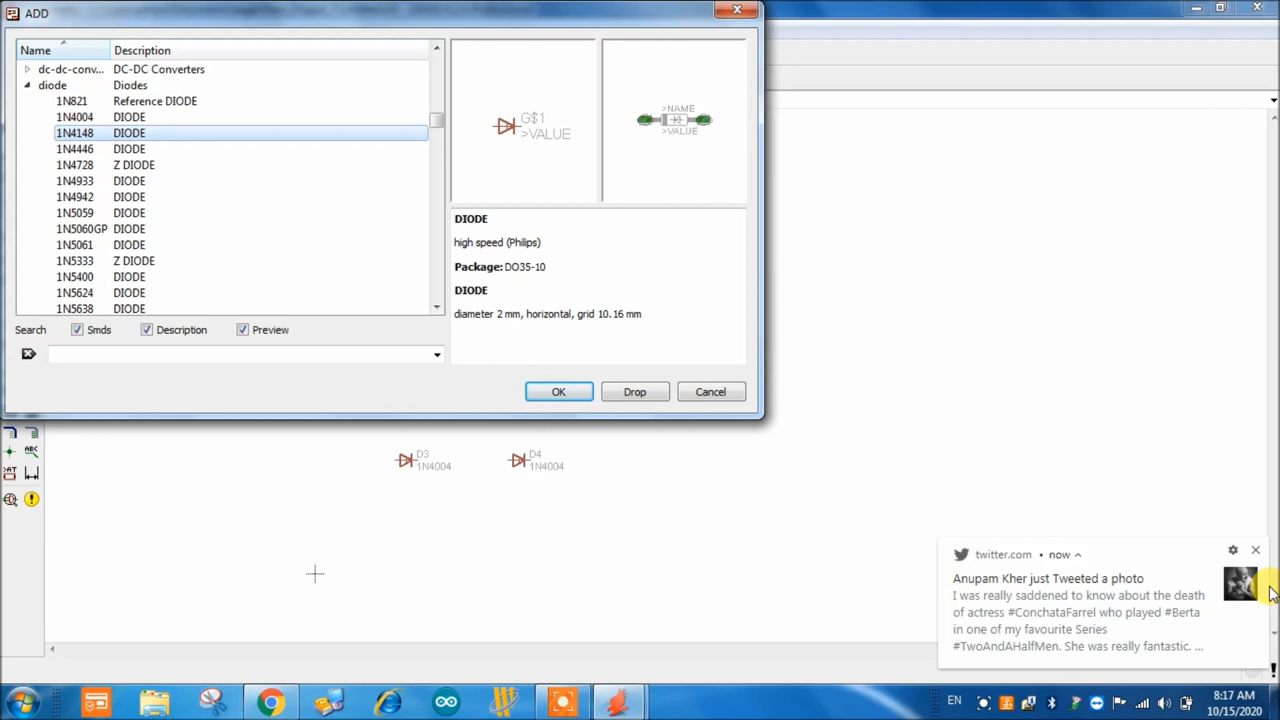 ADD
Name Description
dc-dc-conv... DC-DC Converters
diode Diodes
1N821 Reference DIODE
1N4004 DIODE
1N4148 DIODE
1N4446 DIODE
1N4728 Z DIODE
1N4933 DIODE
1N4942 DIODE
1N5059 DIODE
1N5060GP DIODE
1N5061 DIODE
1N5333 Z DIODE
1N5400 DIODE
1N5624 DIODE
1N5638 DIODE
Search Smds Description Preview
G$1
>VALUE
>NAME
>VALUE
DIODE
high speed (Philips)
Package: DO35-10
DIODE
diameter 2 mm, horizontal, grid 10.16 mm
OK Drop Cancel
ABC
>AT
D3
1N4004
D4
1N4004
twitter.com • now
Anupam Kher just Tweeted a photo
I was really saddened to know about the death
of actress #ConchataFarrel who played #Berta
in one of my favourite Series
#TwoAndAHalfMen. She was really fantastic. ...
EN
8:17 AM
10/15/2020